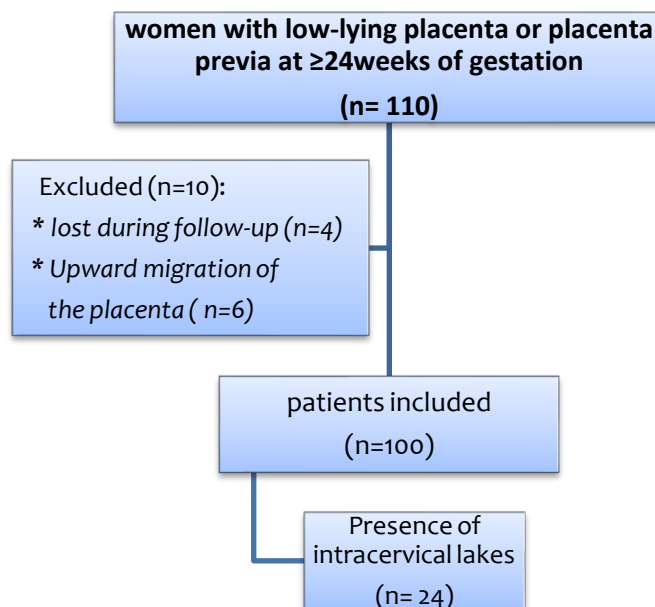 women with low-lying placenta or placenta
previa at ≥24weeks of gestation
(n= 110)
Excluded (n=10):
* lost during follow-up (n=4)
* Upward migration of
the placenta ( n=6)
patients included
(n=100)
Presence of
intracervical lakes
(n= 24)